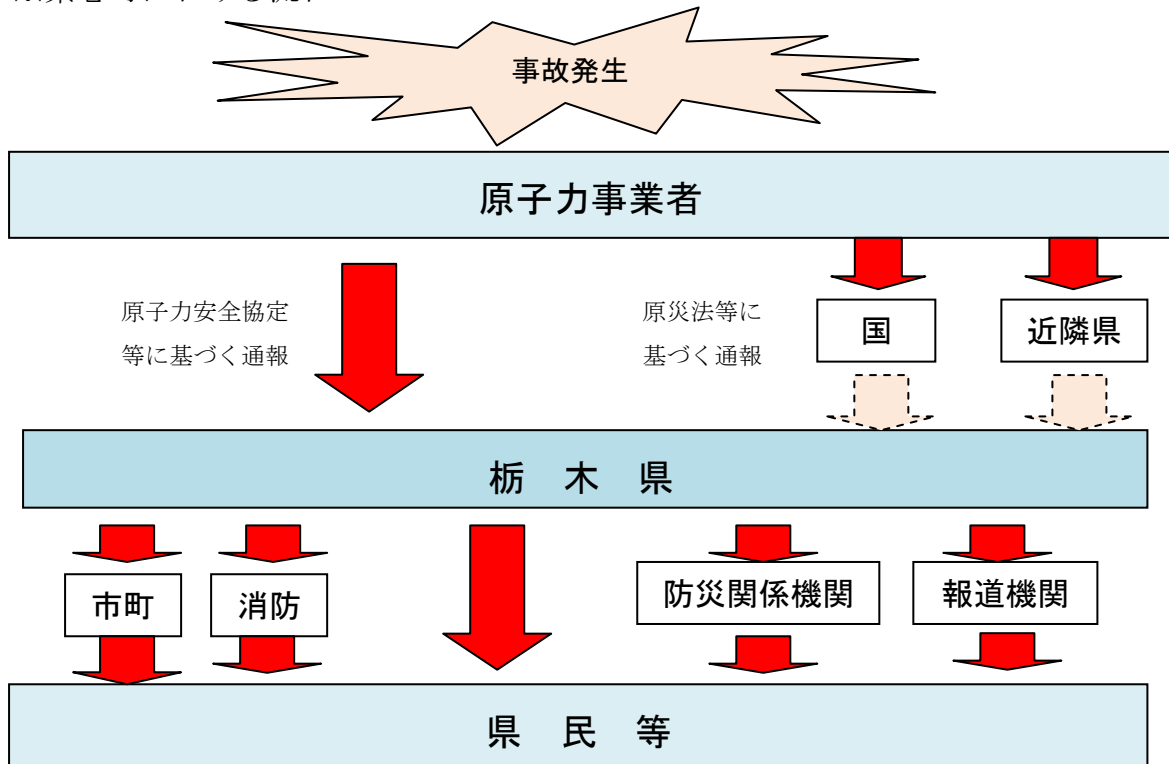 事故発生
原子力事業者
原子力安全協定
等に基づく通報
原災法等に
基づく通報
国
近隣県
栃木県
市町
消防
防災関係機関
報道機関
県民等